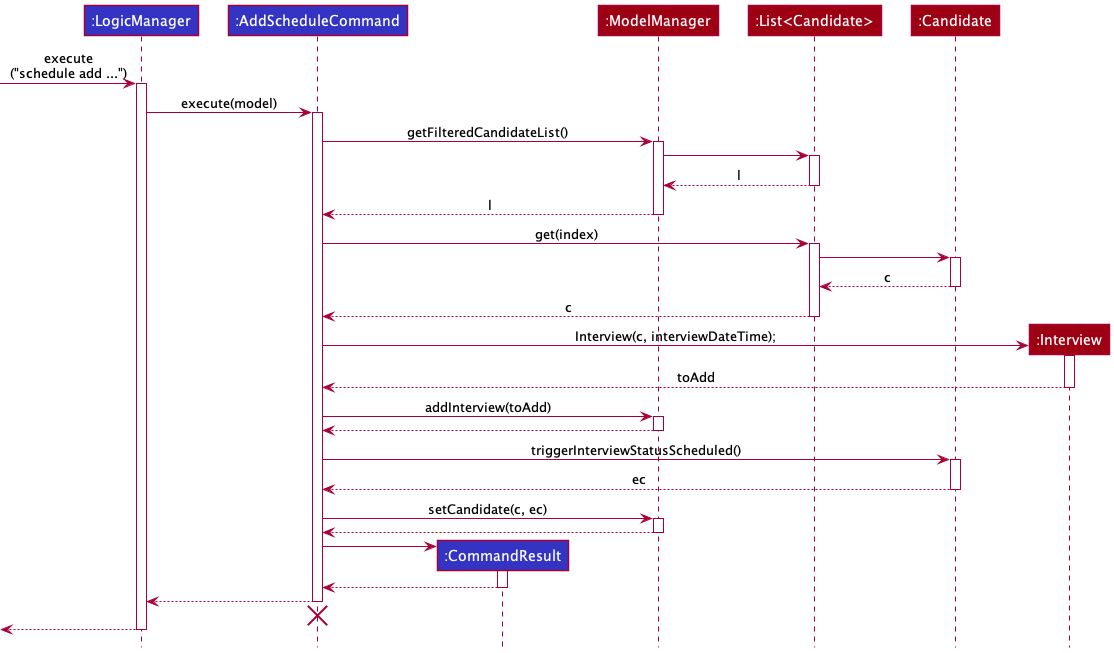 :LogicManager
:AddScheduleCommand
:ModelManager
:List<Candidate>
:Candidate
execute
("schedule add ...")
execute(model)
getFilteredCandidateList()
l
l
get(index)
c
c
Interview(c, interviewDateTime);
:Interview
toAdd
addInterview(toAdd)
triggerInterviewStatusScheduled()
ec
setCandidate(c, ec)
:CommandResult